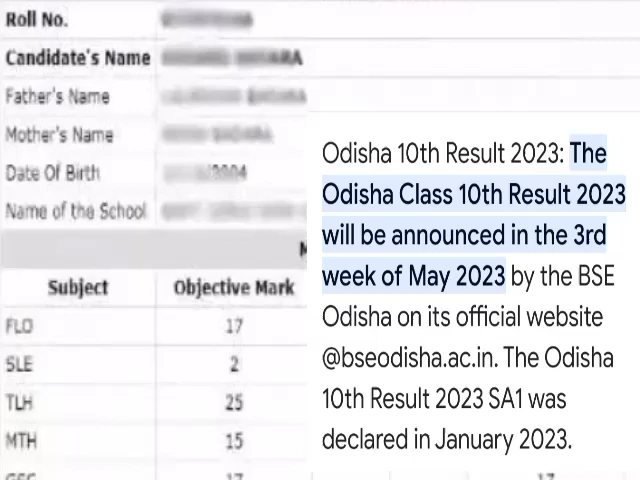 Roll No.
Candidate's Name
Father's Name
Mother's Name
Date Of Birth 2004
Name of the School
Subject Objective Mark
FLO 17
SLE 2
TLH 25
MTH 15
17
17
Odisha 10th Result 2023: The
Odisha Class 10th Result 2023
will be announced in the 3rd
week of May 2023 by the BSE
Odisha on its official website
@bseodisha.ac.in. The Odisha
10th Result 2023 SA1 was
declared in January 2023.